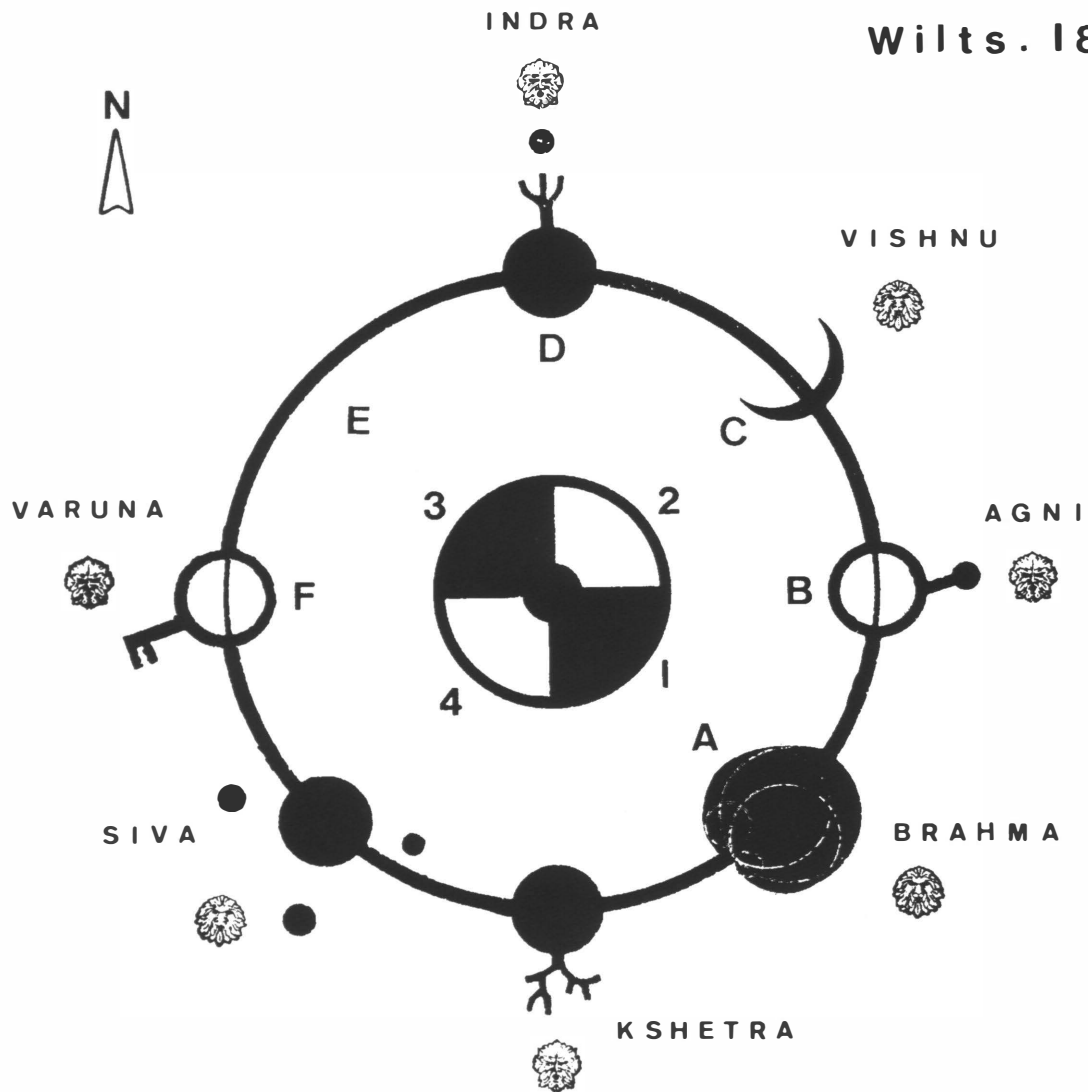 INDRA
Wilts. 18
N
VISHNU
D
E
C
VARUNA
3
2
AGNI
F
B
4
1
A
SIVA
BRAHMA
KSHETRA